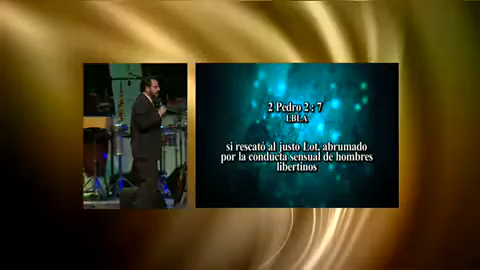 2 Pedro 2 : 7
LBLA
si rescató al justo Lot, abrumado
por la conducta sensual de hombres
libertinos